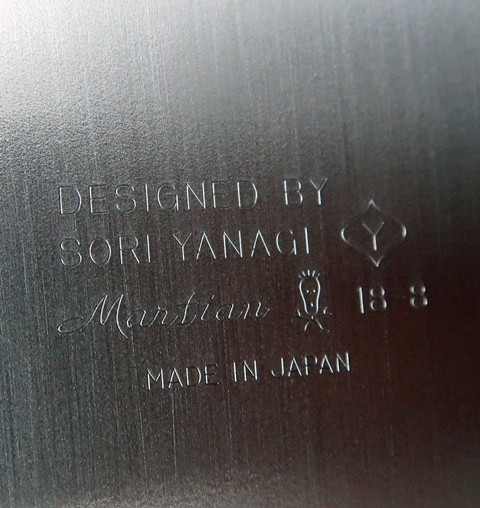 DESIGNED BY
SORI YANAGI Y
Martian 18-8
MADE IN JAPAN